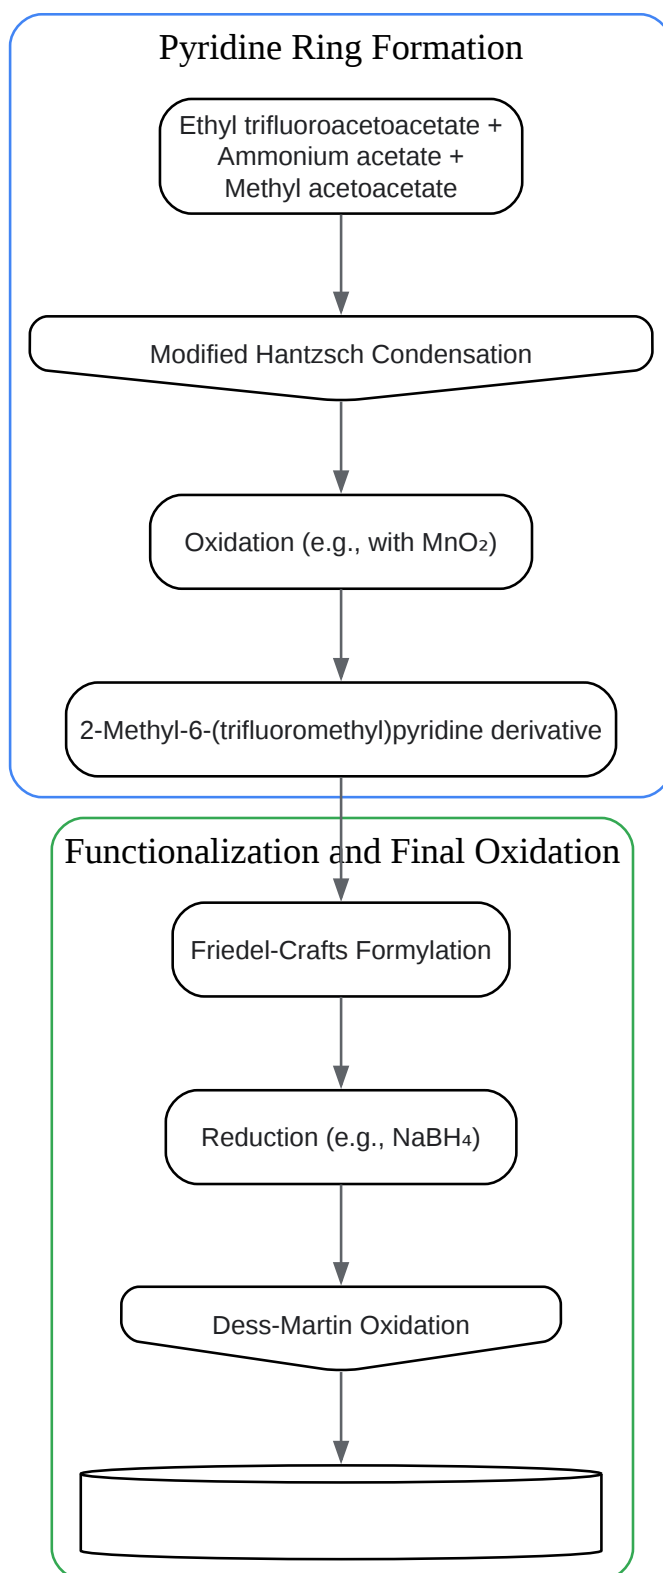 Pyridine Ring Formation
Ethyl trifluoroacetoacetate +
Ammonium acetate +
Methyl acetoacetate
Modified Hantzsch Condensation
Oxidation (e.g., with MnO₂)
2-Methyl-6-(trifluoromethyl)pyridine derivative
Functionalization and Final Oxidation
Friedel-Crafts Formylation
Reduction (e.g., NaBH₄)
Dess-Martin Oxidation